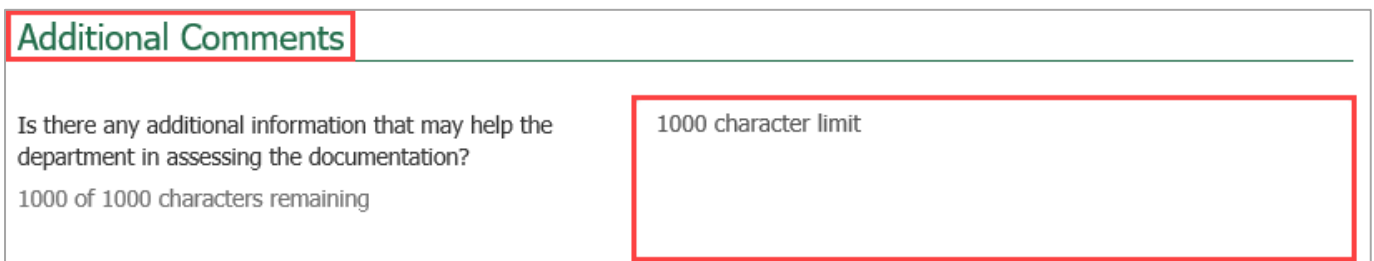 Additional Comments
Is there any additional information that may help the
department in assessing the documentation?
1000 of 1000 characters remaining
1000 character limit